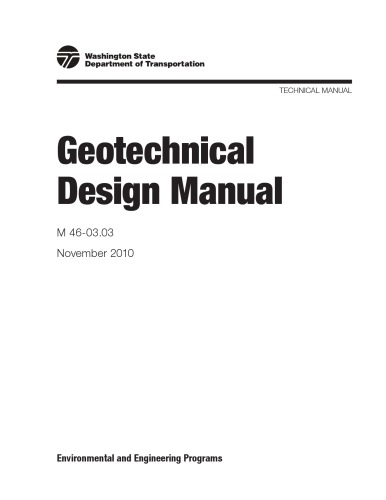 Washington State
Department of Transportation
TECHNICAL MANUAL
Geotechnical
Design Manual
M 46-03.03
November 2010
Environmental and Engineering Programs